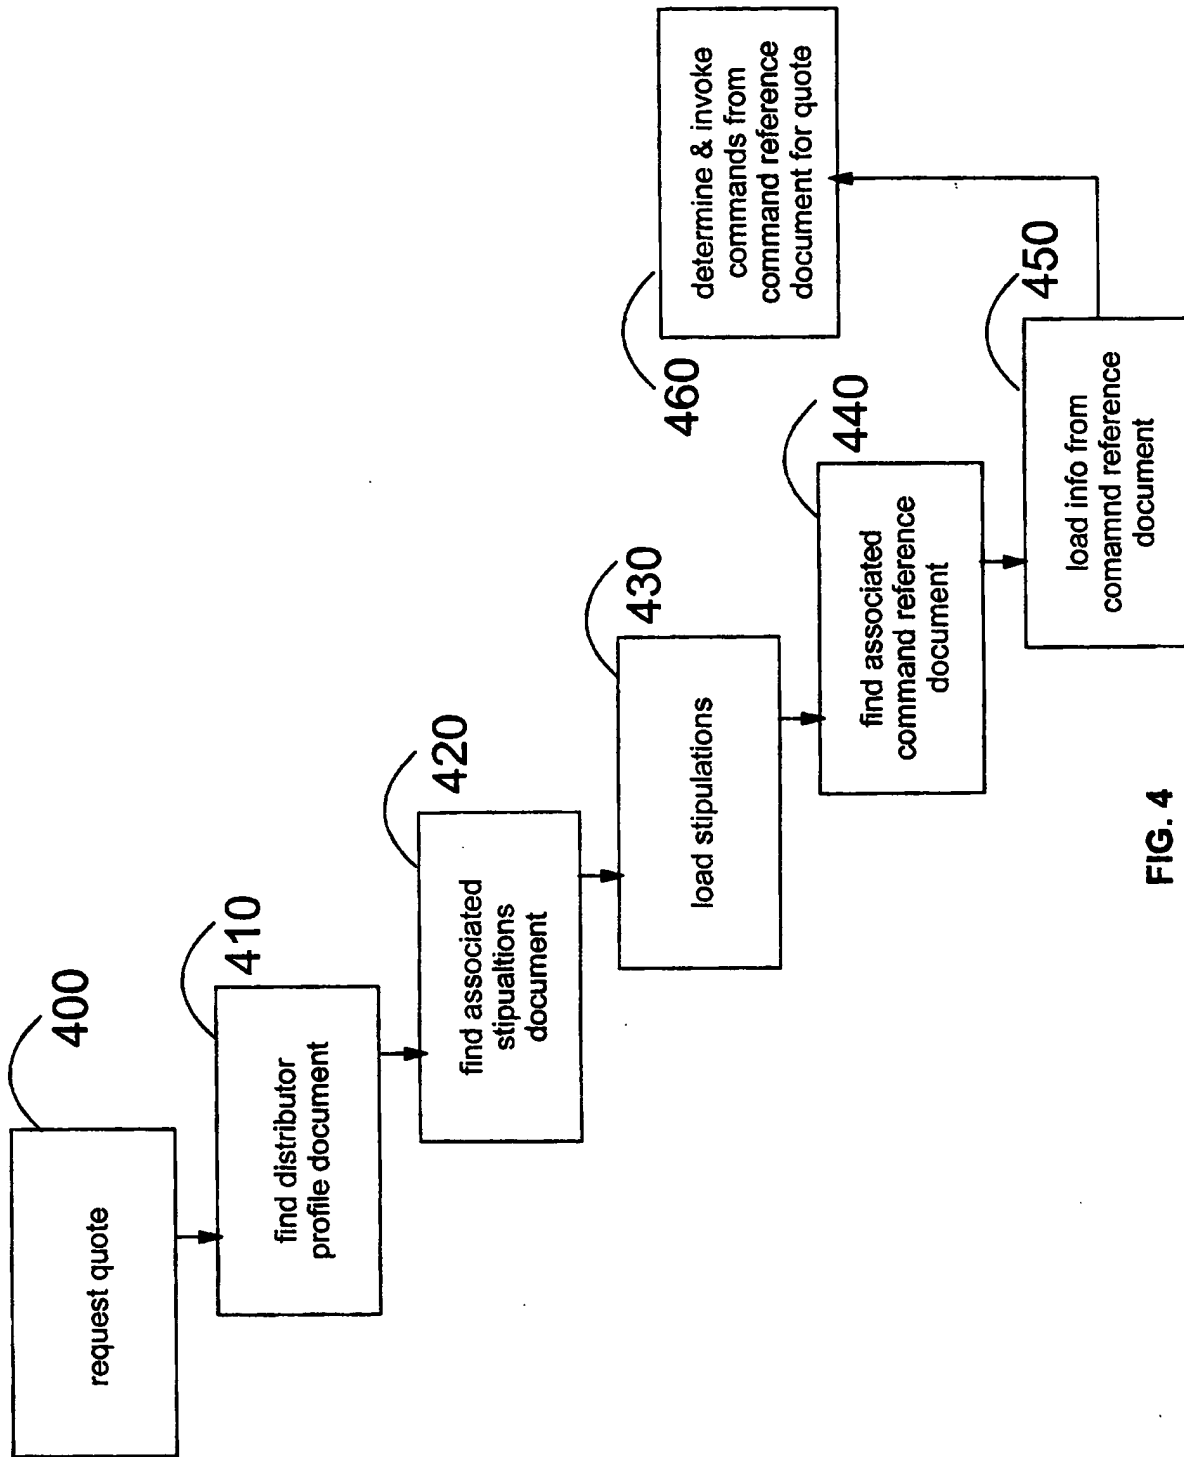 400
request quote
410
find distributor
profile document
420
find associated
stipualtions
document
430
load stipulations
440
find associated
command reference
document
450
load info from
comamnd reference
document
460
determine & invoke
commands from
command reference
document for quote
FIG. 4